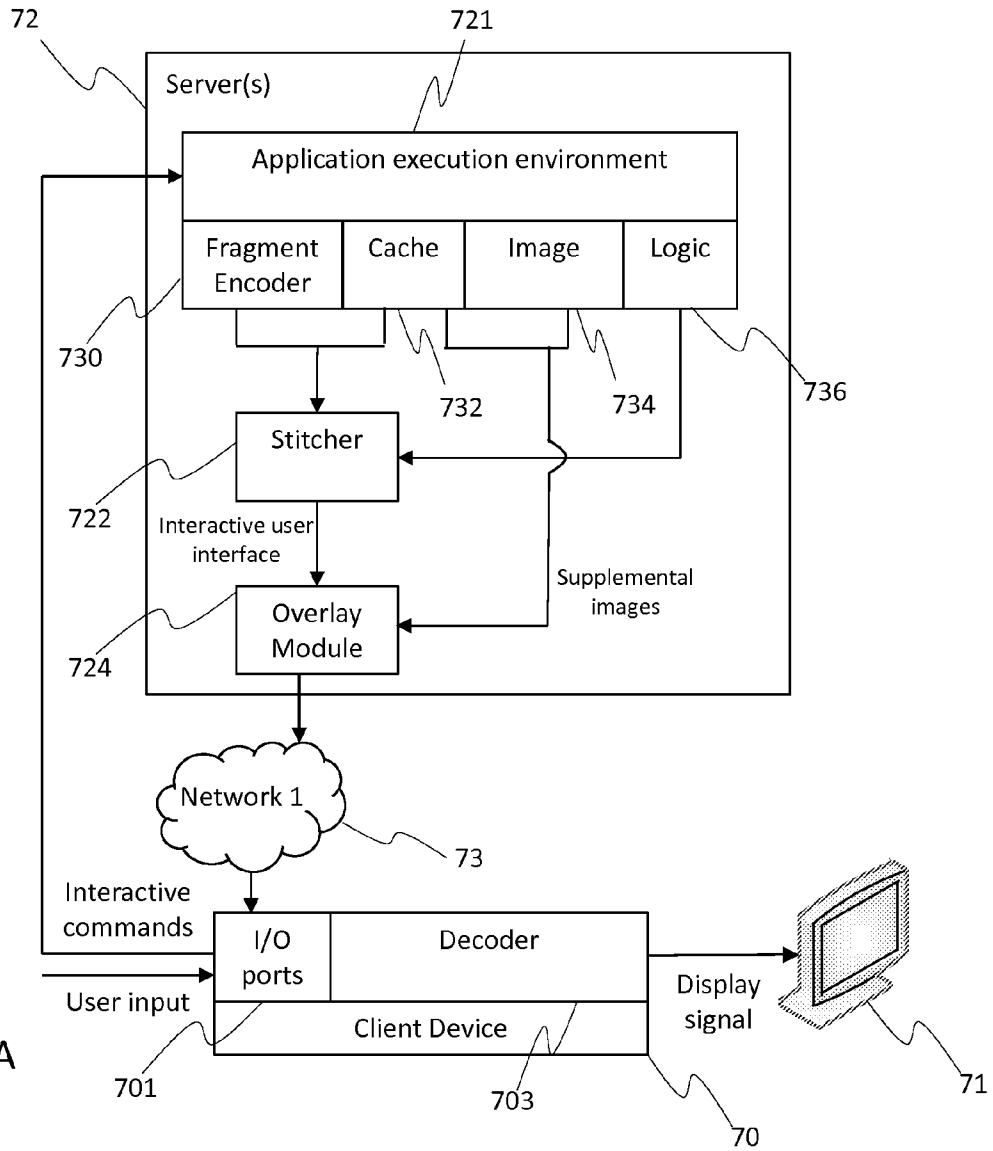 72
721
Server(s)
Application execution environment
Fragment
Encoder
Cache
Image
Logic
730
732
734
736
Stitcher
722
Interactive user
interface
Supplemental
images
Overlay
Module
724
Network 1
73
Interactive
commands
I/O
ports
Decoder
User input
Display
signal
Client Device
A
701
703
70
71